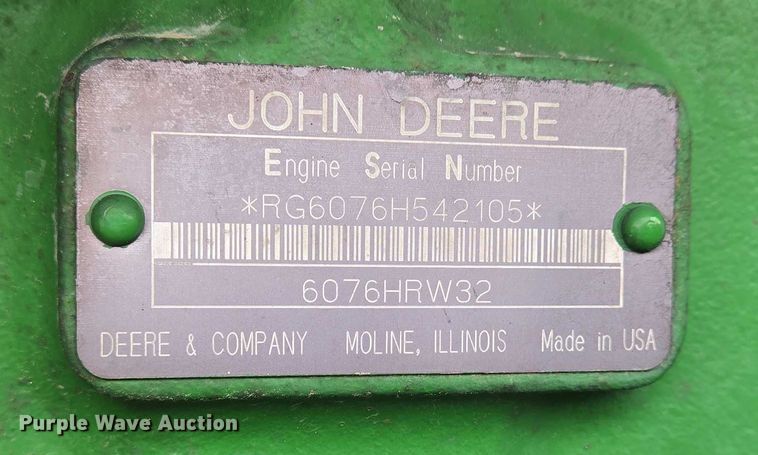 JOHN DEERE
Engine Serial Number
*RG6076H542105*
6076HRW32
DEERE & COMPANY MOLINE, ILLINOIS Made in USA
Purple Wave Auction